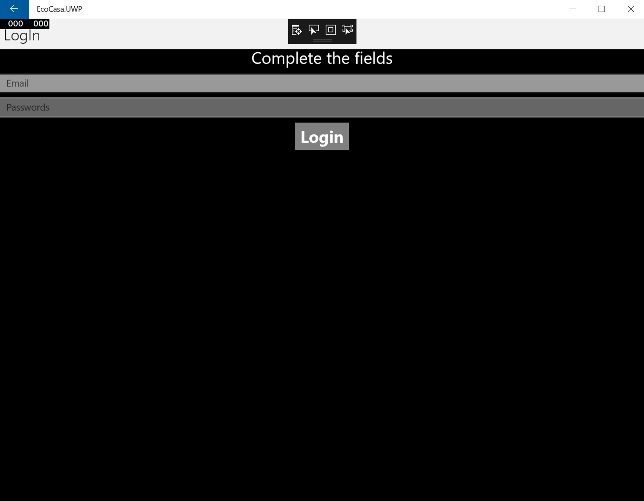 EcoCasa.UWP
000 000
LogIn
Complete the fields
Email
Passwords
Login